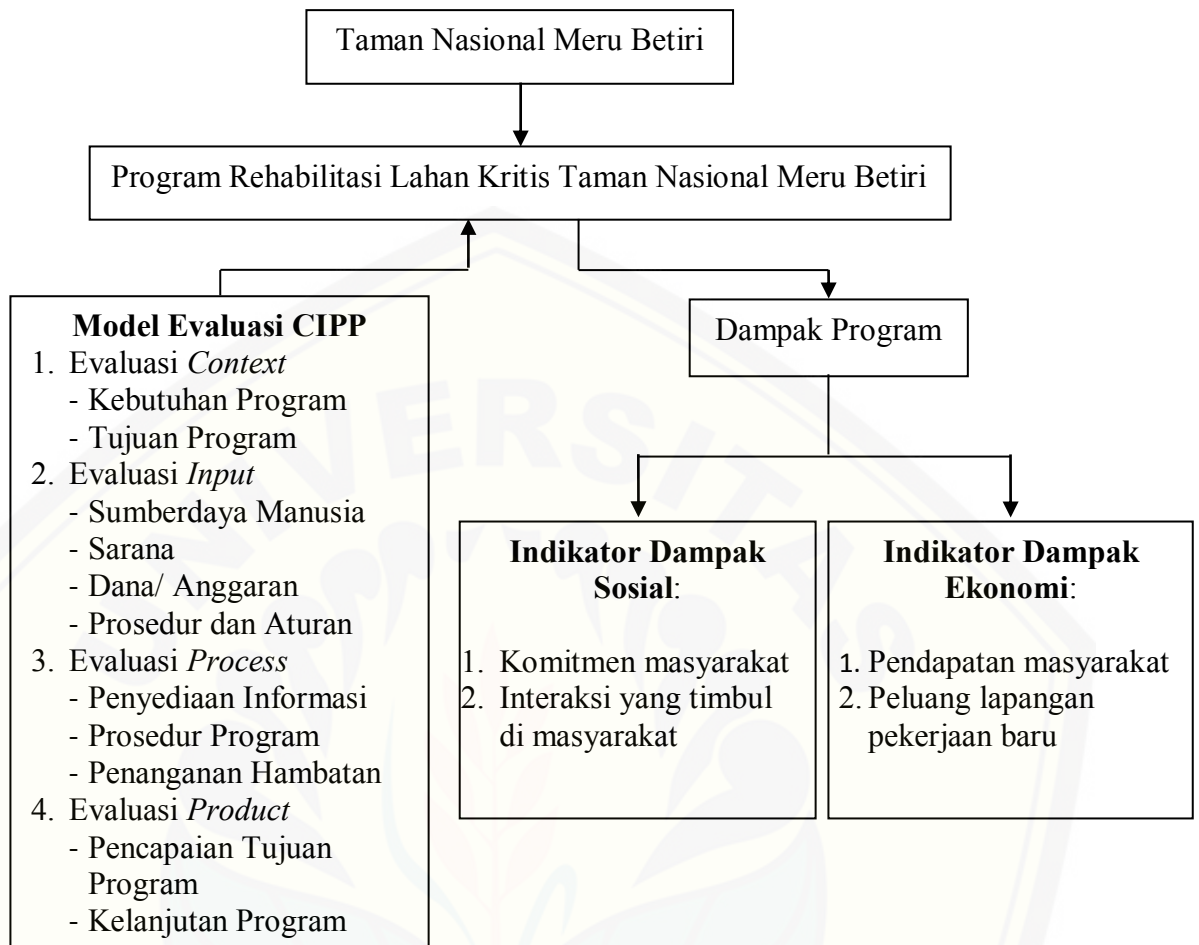 Taman Nasional Meru Betiri
Program Rehabilitasi Lahan Kritis Taman Nasional Meru Betiri
Model Evaluasi CIPP
1. Evaluasi Context
- Kebutuhan Program
- Tujuan Program
2. Evaluasi Input
- Sumberdaya Manusia
- Sarana
- Dana/ Anggaran
- Prosedur dan Aturan
3. Evaluasi Process
- Penyediaan Informasi
- Prosedur Program
- Penanganan Hambatan
4. Evaluasi Product
- Pencapaian Tujuan
Program
- Kelanjutan Program
Dampak Program
Indikator Dampak
Sosial:
1. Komitmen masyarakat
2. Interaksi yang timbul
di masyarakat
Indikator Dampak
Ekonomi:
1. Pendapatan masyarakat
2. Peluang lapangan
pekerjaan baru
UNIVERSITAS